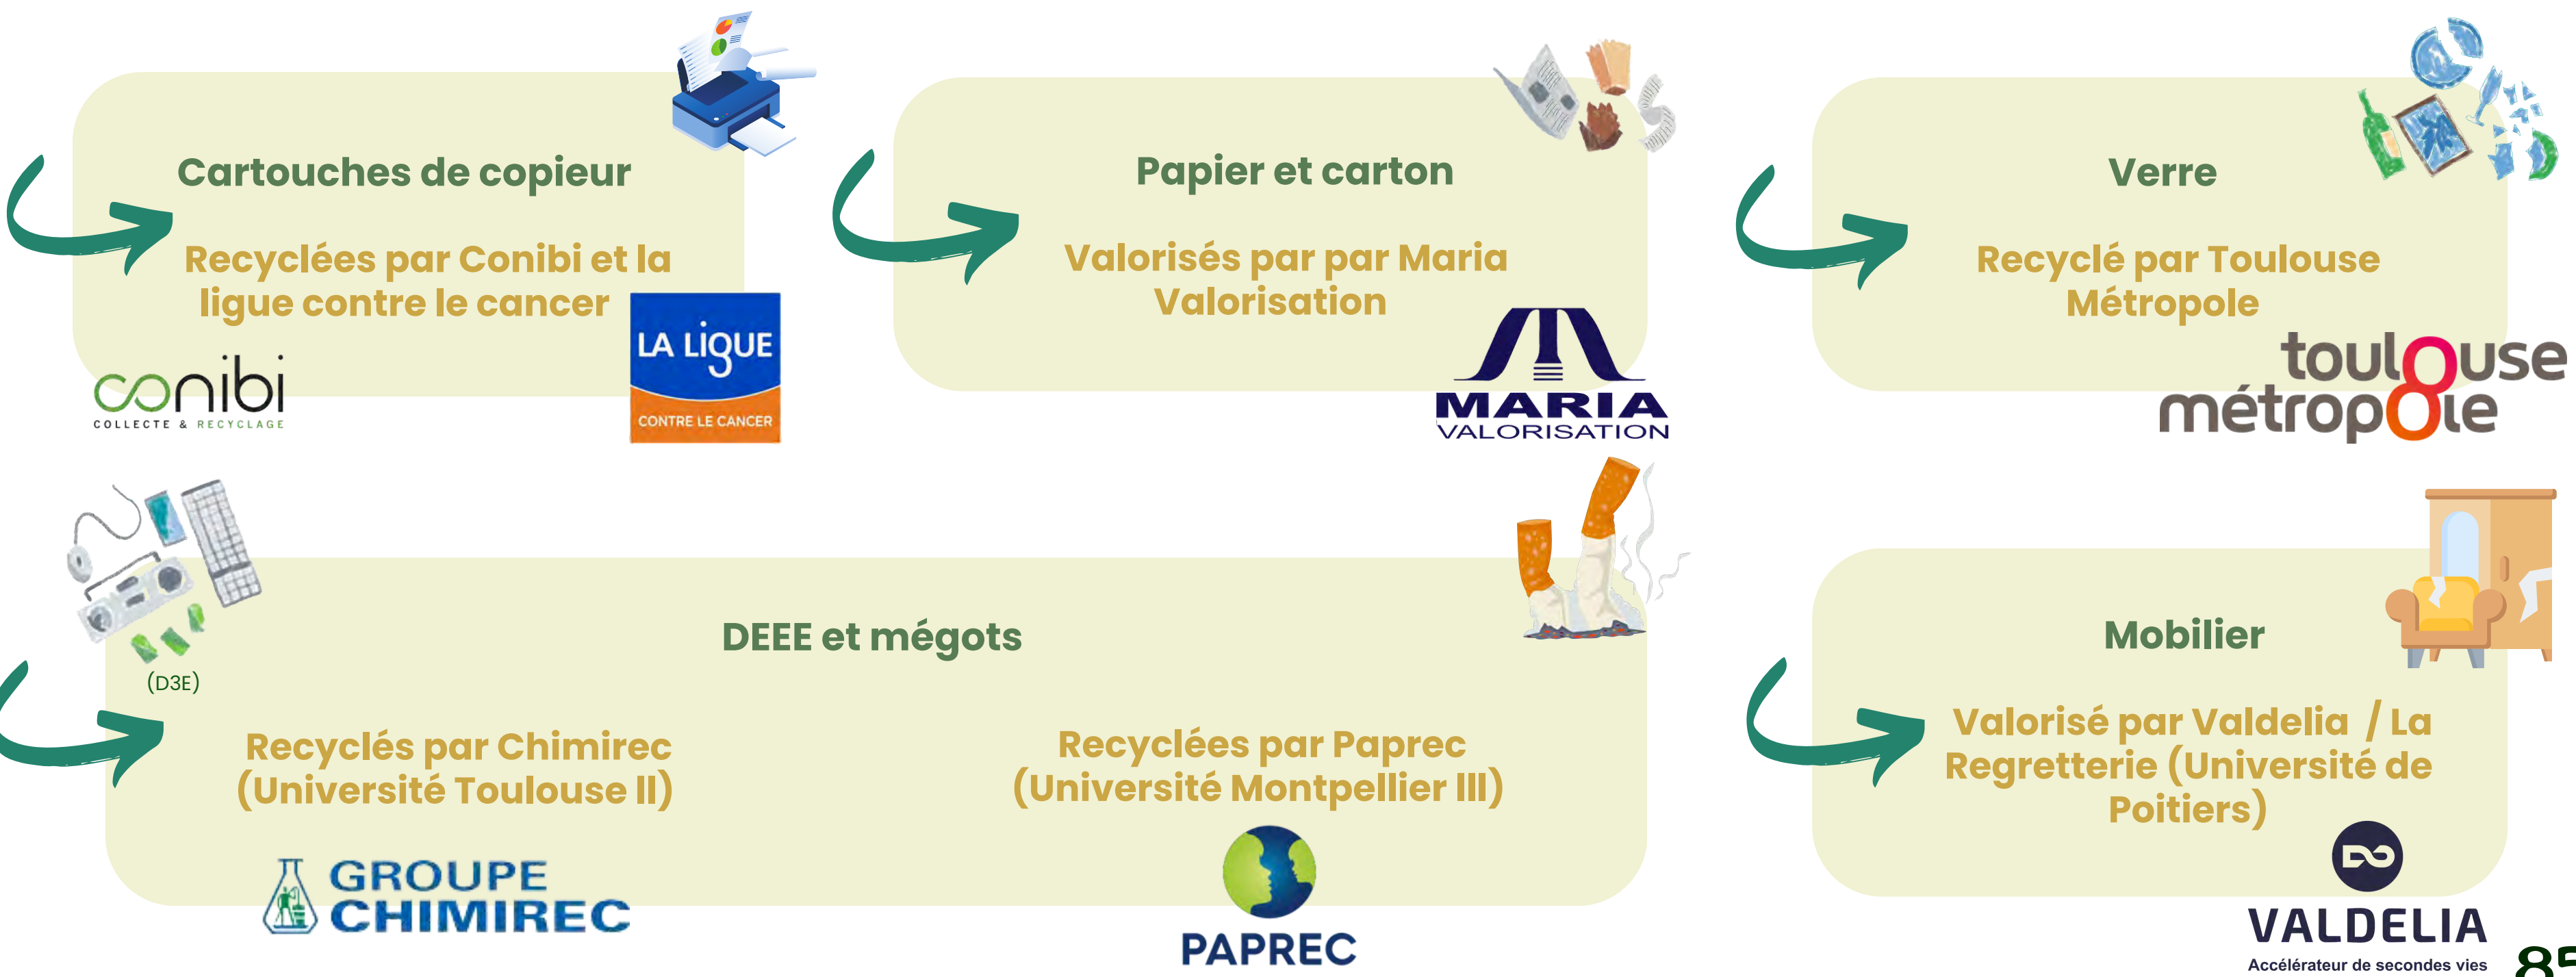 Cartouches de copieur
Recyclées par Conibi et la
ligue contre le cancer
conibi
COLLECTE & RECYCLAGE
LA LIGUE
CONTRE LE CANCER
Papier et carton
Valorisés par par Maria
Valorisation
MARIA
VALORISATION
Verre
Recyclé par Toulouse
Métropole
toulouse
métropole
(D3E)
DEEE et mégots
Recyclés par Chimirec
(Université Toulouse II)
GROUPE
CHIMIREC
Recyclées par Paprec
(Université Montpellier III)
PAPREC
Mobilier
Valorisé par Valdelia / La
Regretterie (Université de
Poitiers)
VALDELIA
Accélérateur de secondes vies